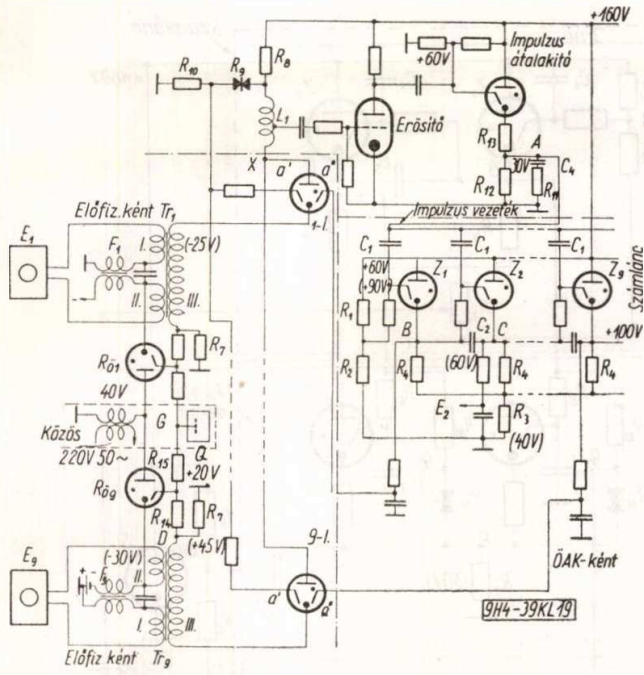 +160V
R10
R9
R8
+60V
Impulzus
átalakító
L1
Erősítő
R13
A
30V
C4
R12
R11
X
a'
a"
1-I.
Impulzus vezeték
Előfiz. ként Tr1
E1
F1
I.
(-25V)
II.
III.
C1
C1
C1
+60V
(+90V)
Z1
Z2
Z9
Számlánc
R1
B
C2
C
+100V
R7
Rő1
R2
R4
(60V)
R4
R4
40V
G
E2
R3
(40V)
Közös
220V 50~
Q
R15
+20V
Rő9
R14
R7
D
(+45V)
9-I.
E9
(-30V)
+
-
II.
ÖAK-ként
I.
III.
a'
a"
9H4-39KL19
Előfiz ként Tr9